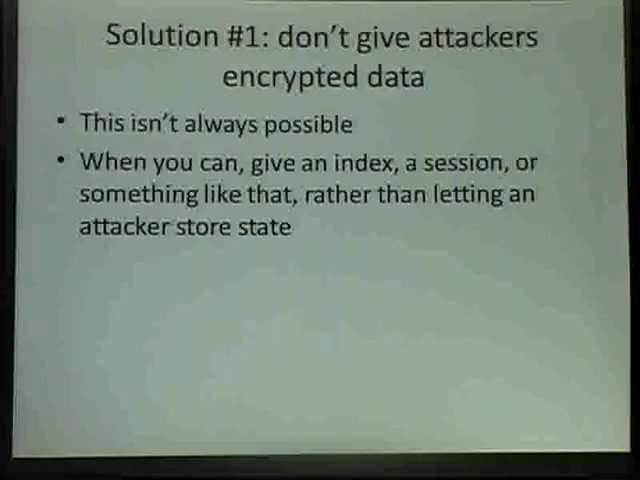 Solution #1: don't give attackers
encrypted data
• This isn't always possible
• When you can, give an index, a session, or
something like that, rather than letting an
attacker store state